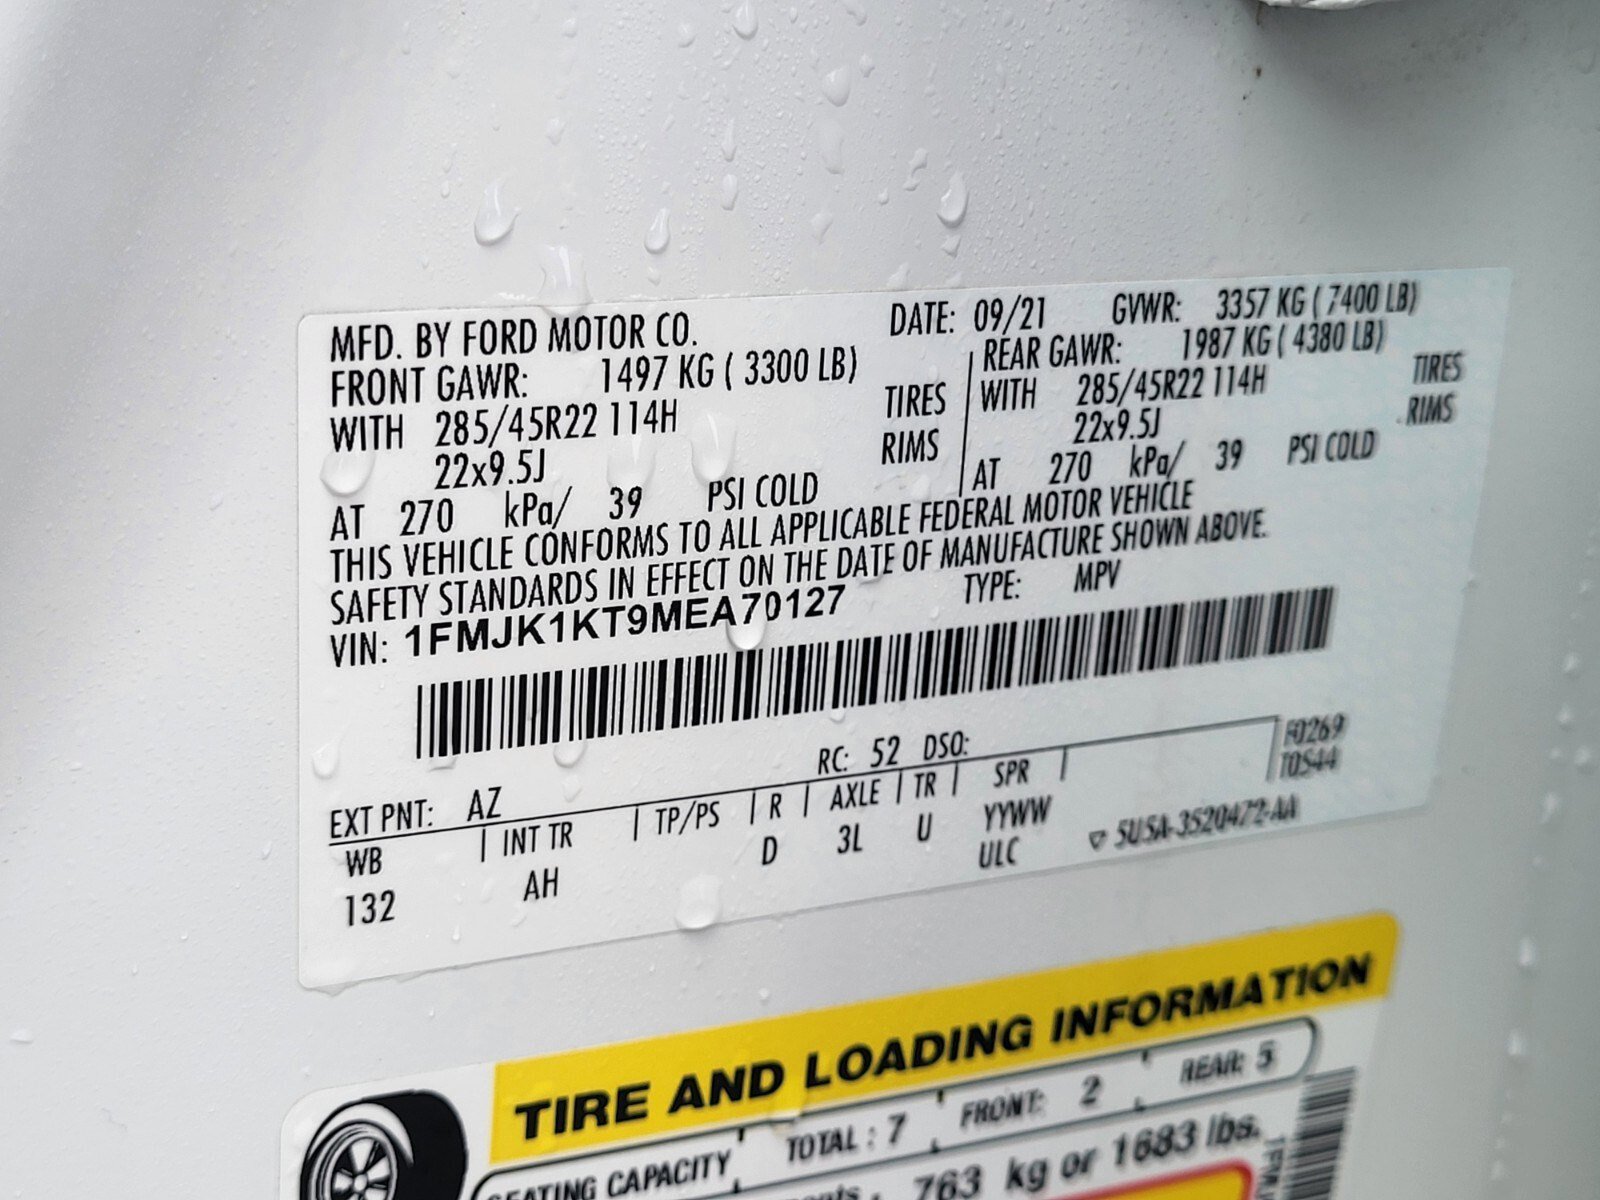 MFD. BY FORD MOTOR CO. DATE: 09/21 GVWR: 3357 KG ( 7400 LB)
FRONT GAWR: 1497 KG ( 3300 LB) REAR GAWR: 1987 KG ( 4380 LB)
WITH 285/45R22 114H TIRES WITH 285/45R22 114H TIRES
22x9.5J RIMS 22x9.5J RIMS
AT 270 kPa/ 39 PSI COLD AT 270 kPa/ 39 PSI COLD
THIS VEHICLE CONFORMS TO ALL APPLICABLE FEDERAL MOTOR VEHICLE
SAFETY STANDARDS IN EFFECT ON THE DATE OF MANUFACTURE SHOWN ABOVE.
VIN: 1FMJK1KT9MEA70127 TYPE: MPV
EXT PNT: AZ RC: 52 DSO: F0269
WB | INT TR | TP/PS | R | AXLE | TR | SPR | T0544
132 AH D 3L U YYWW
ULC 5U5A-3520472-AA
TIRE AND LOADING INFORMATION
SEATING CAPACITY TOTAL : 7 FRONT: 2 REAR: 5
763 kg or 1683 lbs.